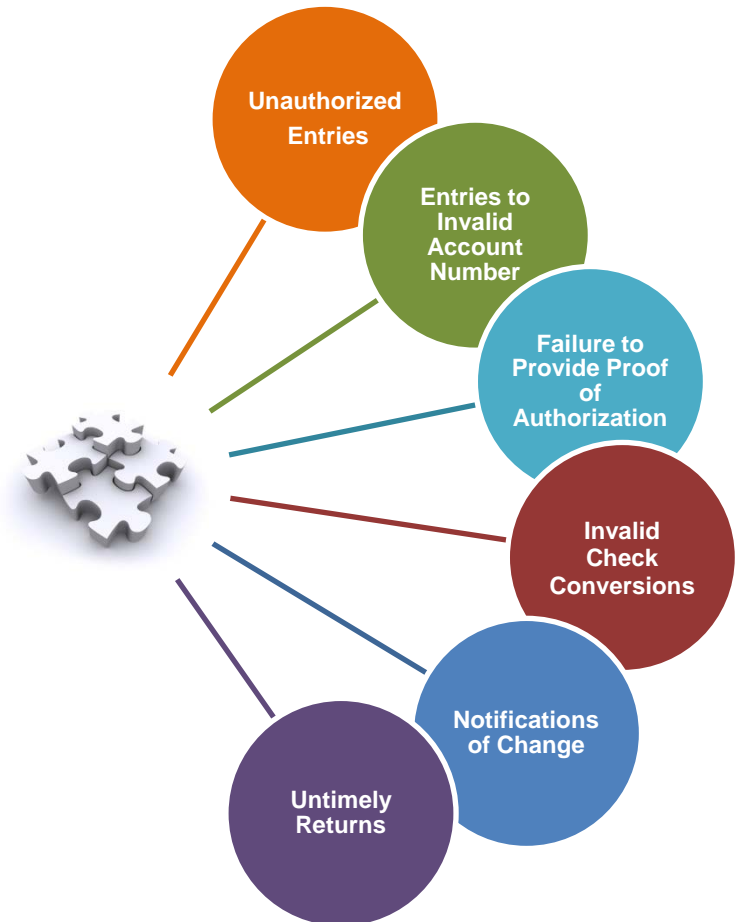 Unauthorized
Entries
Entries to
Invalid
Account
Number
Failure to
Provide Proof
of
Authorization
Invalid
Check
Conversions
Notifications
of Change
Untimely
Returns